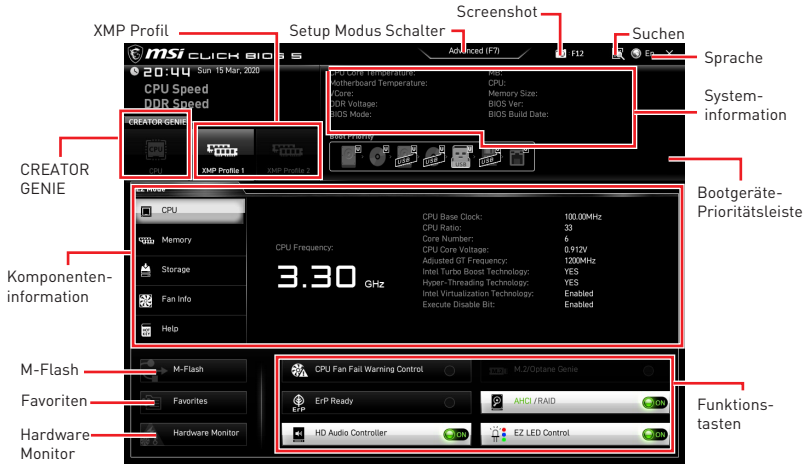 Screenshot
XMP Profil
Setup Modus Schalter
Suchen
msi CLICK BIOS 5
Advanced (F7)
F12
En
Sprache
20:44 Sun 15 Mar, 2020
CPU Speed
DDR Speed
CPU Core Temperature:
Motherboard Temperature:
VCore:
DDR Voltage:
BIOS Mode:
MB:
CPU:
Memory Size:
BIOS Ver:
BIOS Build Date:
System-
information
CREATOR GENIE
CPU
CPU
XMP Profile 1
XMP Profile 2
Boot Priority
U
U
USB
U
USB
U
USB
U
USB
U
U
CREATOR
GENIE
Bootgeräte-
Prioritätsleiste
EZ Mode
CPU
Memory
Storage
Fan Info
Help
CPU Frequency:
3.30 GHz
CPU Base Clock: 100.00MHz
CPU Ratio: 33
Core Number: 6
CPU Core Voltage: 0.912V
Adjusted GT Frequency: 1200MHz
Intel Turbo Boost Technology: YES
Hyper-Threading Technology: YES
Intel Virtualization Technology: Enabled
Execute Disable Bit: Enabled
Komponenten-
information
M-Flash
M-Flash
Favoriten
Favorites
Hardware
Monitor
Hardware Monitor
CPU Fan Fail Warning Control
M.2/Optane Genie
ErP
ErP Ready
AHCI /RAID
ON
HD Audio Controller
ON
EZ LED Control
ON
Funktions-
tasten